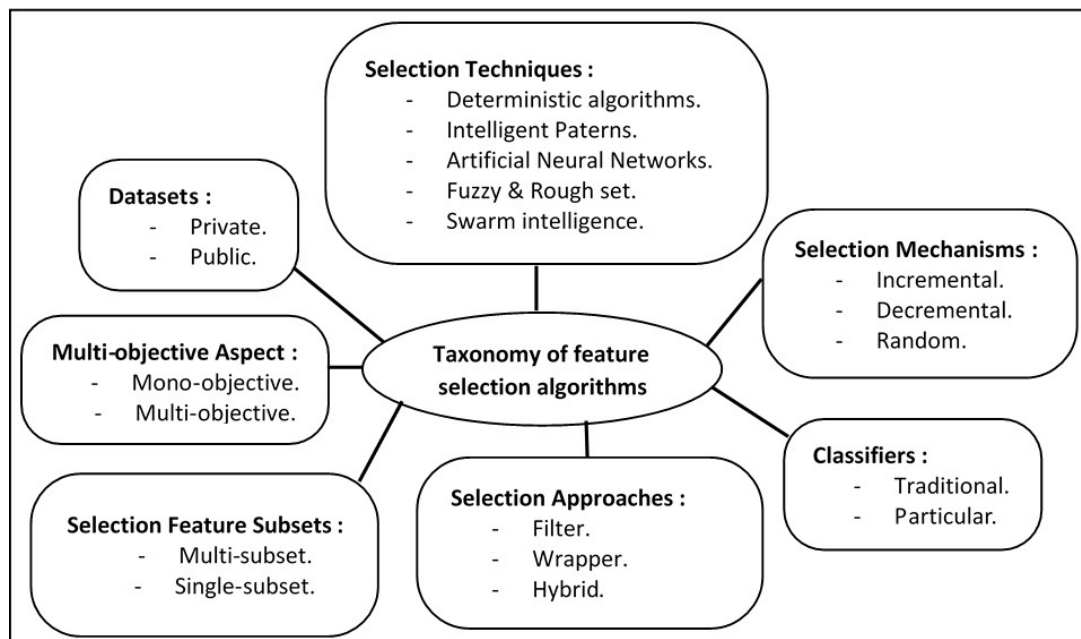 Selection Techniques :
- Deterministic algorithms.
- Intelligent Paterns.
- Artificial Neural Networks.
- Fuzzy & Rough set.
- Swarm intelligence.
Datasets :
- Private.
- Public.
Selection Mechanisms :
- Incremental.
- Decremental.
- Random.
Multi-objective Aspect :
- Mono-objective.
- Multi-objective.
Taxonomy of feature
selection algorithms
Classifiers :
- Traditional.
- Particular.
Selection Feature Subsets :
- Multi-subset.
- Single-subset.
Selection Approaches :
- Filter.
- Wrapper.
- Hybrid.